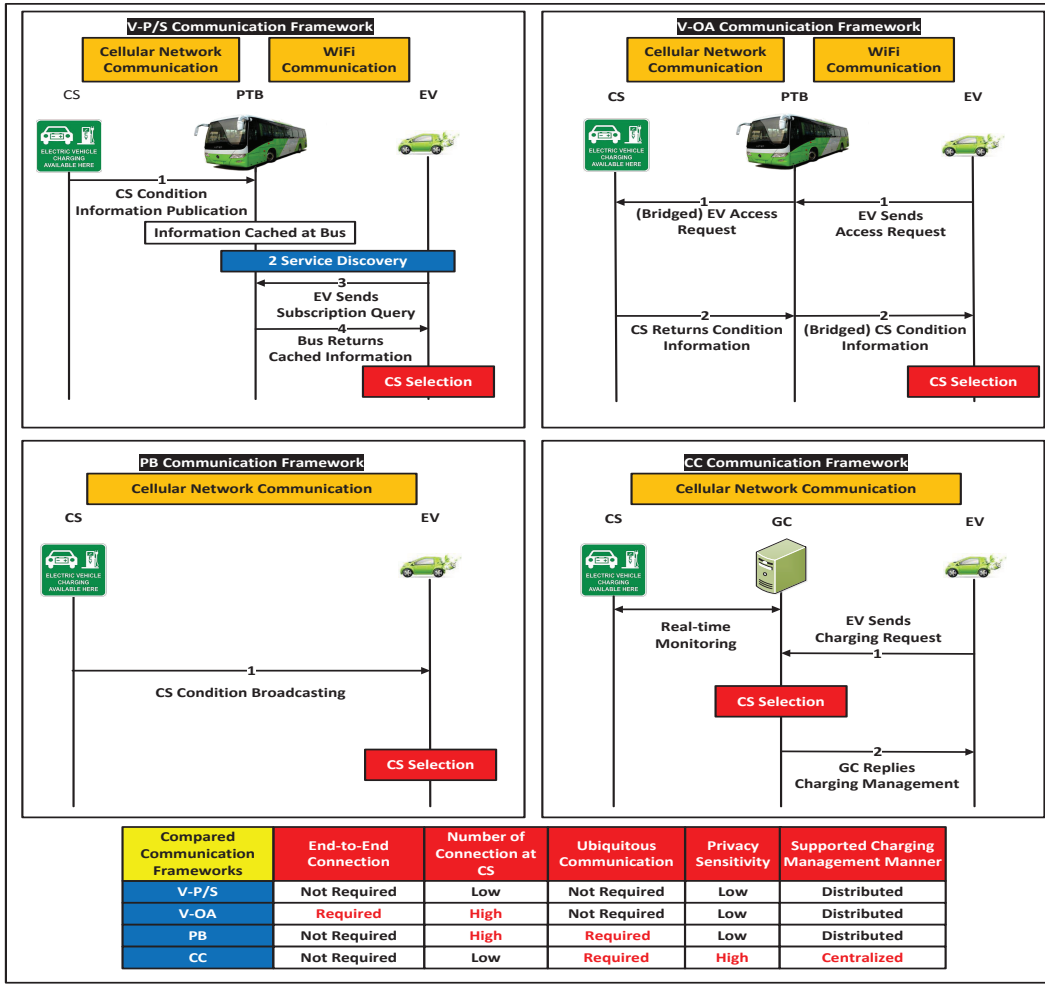 V-P/S Communication Framework
Cellular Network
Communication
WiFi
Communication
CS
PTB
EV
ELECTRIC VEHICLE
CHARGING
AVAILABLE HERE
1
CS Condition
Information Publication
Information Cached at Bus
2 Service Discovery
3
EV Sends
Subscription Query
4
Bus Returns
Cached Information
CS Selection
V-OA Communication Framework
Cellular Network
Communication
WiFi
Communication
CS
PTB
EV
ELECTRIC VEHICLE
CHARGING
AVAILABLE HERE
1
(Bridged) EV Access
Request
1
EV Sends
Access Request
2
CS Returns Condition
Information
2
(Bridged) CS Condition
Information
CS Selection
PB Communication Framework
Cellular Network Communication
CS
EV
ELECTRIC VEHICLE
CHARGING
AVAILABLE HERE
1
CS Condition Broadcasting
CS Selection
CC Communication Framework
Cellular Network Communication
CS
GC
EV
ELECTRIC VEHICLE
CHARGING
AVAILABLE HERE
Real-time
Monitoring
EV Sends
Charging Request
1
CS Selection
2
GC Replies
Charging Management
Compared
Communication
Frameworks
End-to-End
Connection
Number of
Connection at
CS
Ubiquitous
Communication
Privacy
Sensitivity
Supported Charging
Management Manner
V-P/S Not Required Low Not Required Low Distributed
V-OA Required High Not Required Low Distributed
PB Not Required High Required Low Distributed
CC Not Required Low Required High Centralized